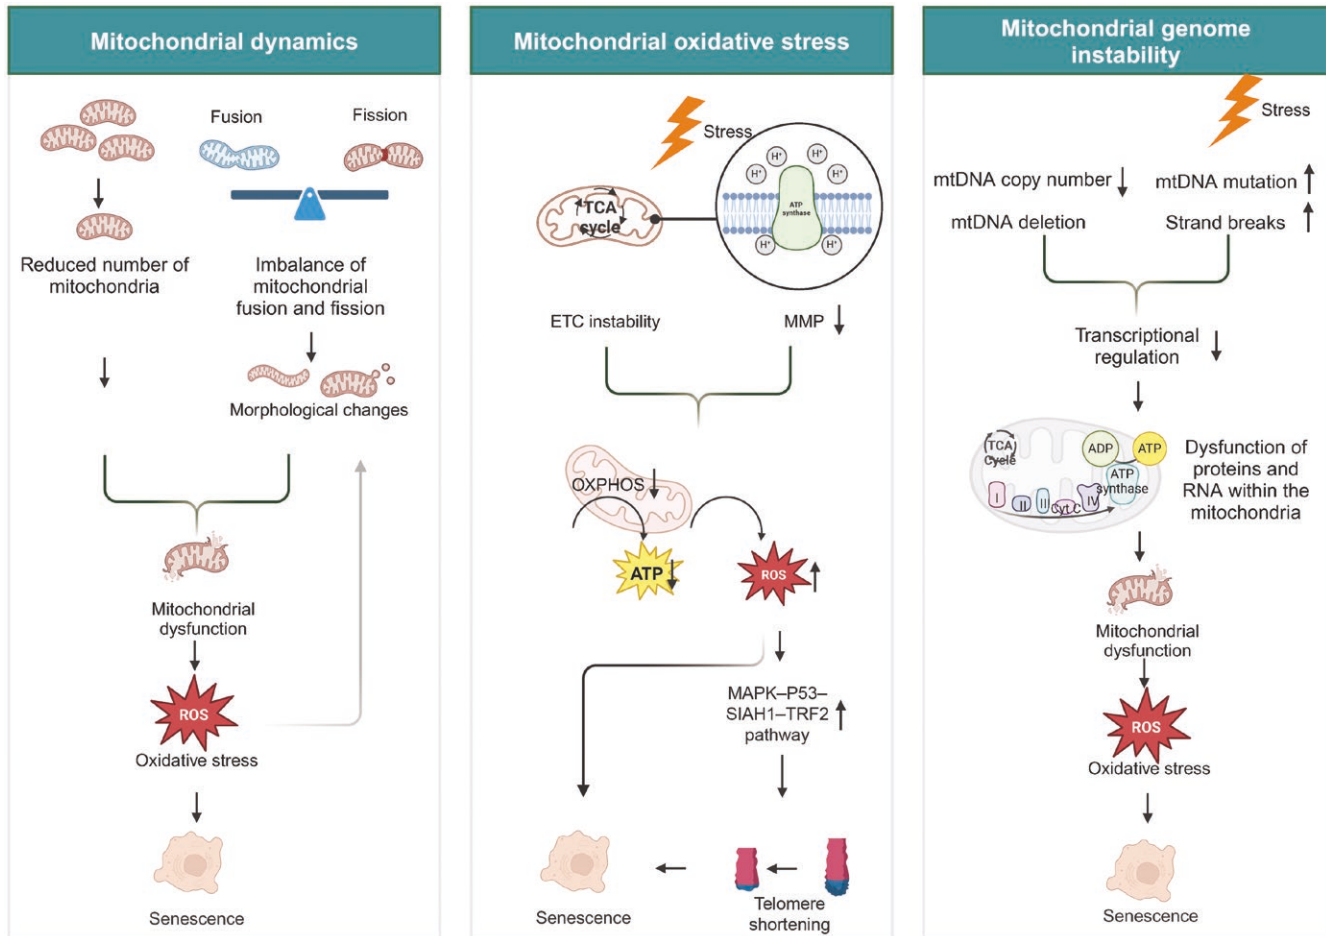 Mitochondrial dynamics
Fusion
Fission
Reduced number of
mitochondria
Imbalance of
mitochondrial
fusion and fission
Morphological changes
Mitochondrial
dysfunction
ROS
Oxidative stress
Senescence
Mitochondrial oxidative stress
Stress
H+
H+
H+
H+
ATP
synthase
H+
H+
TCA
cycle
ETC instability
MMP
OXPHOS
ATP
ROS
MAPK–P53–
SIAH1–TRF2
pathway
Senescence
Telomere
shortening
Mitochondrial genome
instability
Stress
mtDNA copy number
mtDNA mutation
mtDNA deletion
Strand breaks
Transcriptional
regulation
TCA
Cycle
ADP
ATP
ATP
synthase
I
II
III
Cyt C
IV
Dysfunction of
proteins and
RNA within the
mitochondria
Mitochondrial
dysfunction
ROS
Oxidative stress
Senescence